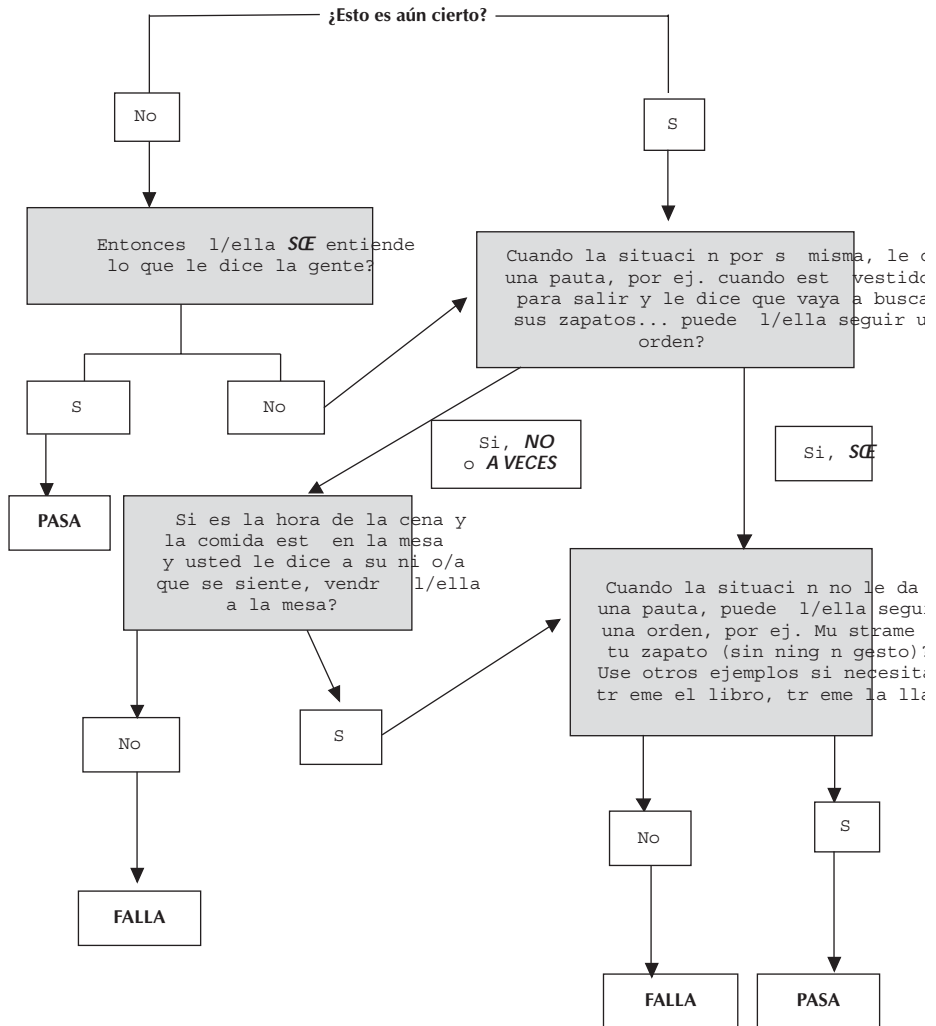 ¿Esto es aún cierto?
No
S
Entonces l/ella SŒ entiende
lo que le dice la gente?
Cuando la situaci n por s misma, le d
una pauta, por ej. cuando est vestido
para salir y le dice que vaya a busca
sus zapatos... puede l/ella seguir u
orden?
S
No
Si, NO
o A VECES
Si, SŒ
PASA
Si es la hora de la cena y
la comida est en la mesa
y usted le dice a su ni o/a
que se siente, vendr l/ella
a la mesa?
Cuando la situaci n no le da
una pauta, puede l/ella segui
una orden, por ej. Mu strame
tu zapato (sin ning n gesto)?
Use otros ejemplos si necesita
tr eme el libro, tr eme la lla
No
S
No
S
FALLA
FALLA
PASA